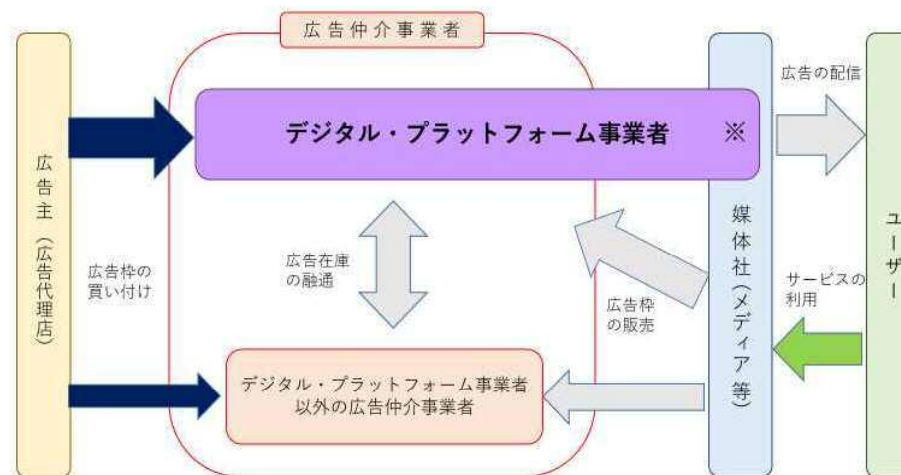 広告仲介事業者
広告主（広告代理店）
広告枠の
買い付け
デジタル・プラットフォーム事業者 ※
広告在庫
の融通
デジタル・プラットフォーム事業者
以外の広告仲介事業者
広告枠
の販売
媒体社（メディア等）
広告の配信
サービスの
利用
ユーザー